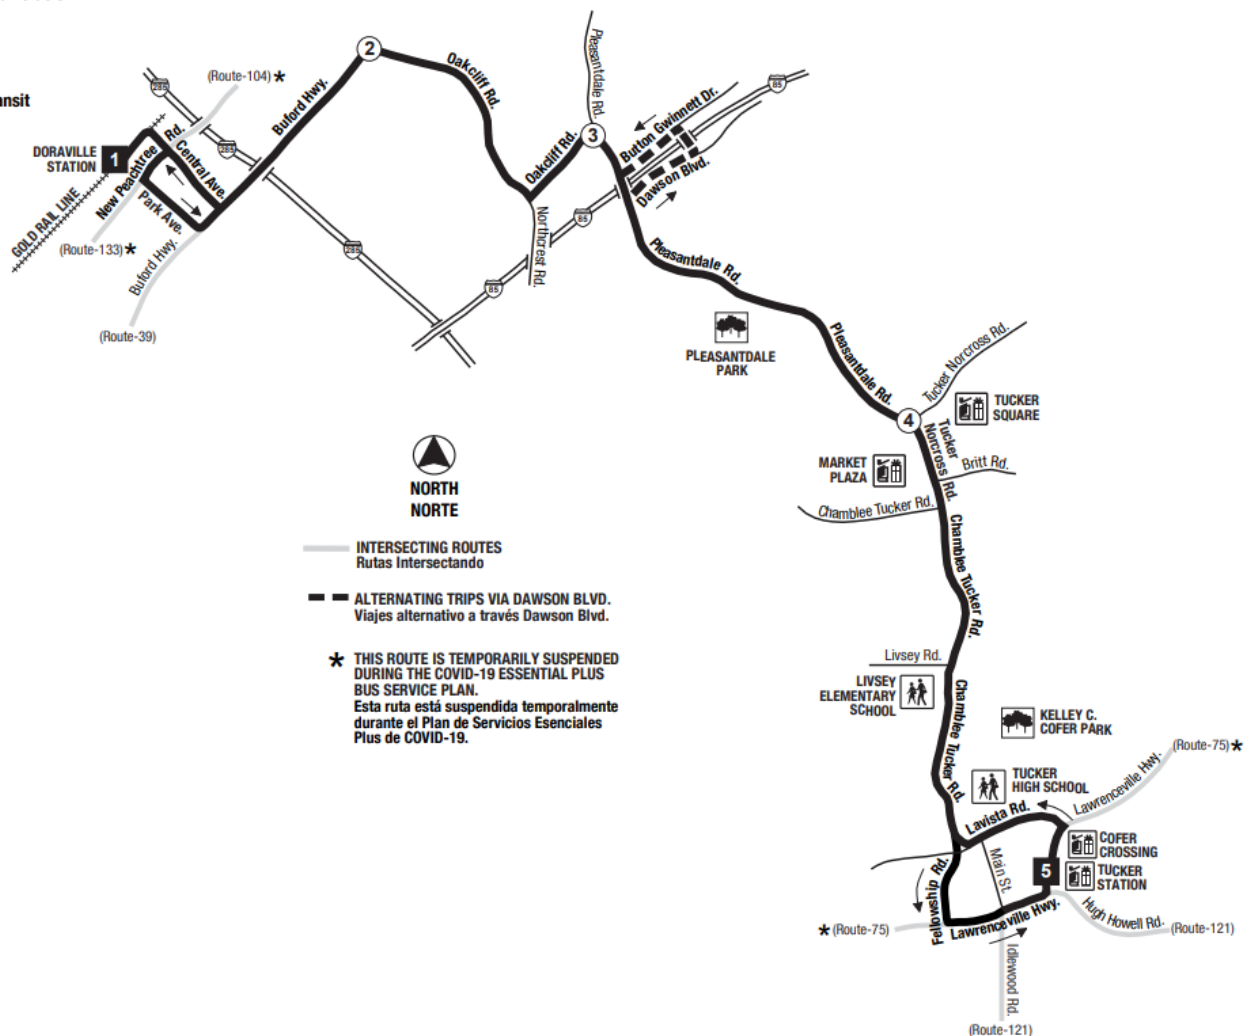 nsit
(Route-104)*
285
Buford Hwy.
2
Oakcliff Rd.
Pleasantdale Rd.
85
Button Gwinnett Dr.
3
Oakcliff Rd.
Dawson Blvd.
DORAVILLE
STATION
1
New Peachtree Rd.
Central Ave.
285
Park Ave.
GOLD RAIL LINE
(Route-133)*
Buford Hwy.
(Route-39)
285
85
Northcrest Rd.
85
Pleasantdale Rd.
PLEASANTDALE
PARK
Pleasantdale Rd.
Tucker Norcross Rd.
TUCKER
SQUARE
4
Tucker
Norcross Rd.
MARKET
PLAZA
Britt Rd.
Chamblee Tucker Rd.
Chamblee Tucker Rd.
NORTH
NORTE
INTERSECTING ROUTES
Rutas Intersectando
ALTERNATING TRIPS VIA DAWSON BLVD.
Viajes alternativo a través Dawson Blvd.
* THIS ROUTE IS TEMPORARILY SUSPENDED
DURING THE COVID-19 ESSENTIAL PLUS
BUS SERVICE PLAN.
Esta ruta está suspendida temporalmente
durante el Plan de Servicios Esenciales
Plus de COVID-19.
Livsey Rd.
LIVSEY
ELEMENTARY
SCHOOL
Chamblee Tucker Rd.
KELLEY C.
COFER PARK
(Route-75)*
Lawrenceville Hwy.
TUCKER
HIGH SCHOOL
Lavista Rd.
COFER
CROSSING
5
TUCKER
STATION
Main St.
Fellowship Rd.
Lawrenceville Hwy.
Hugh Howell Rd.
(Route-121)
*(Route-75)
Idlewood Rd.
(Route-121)